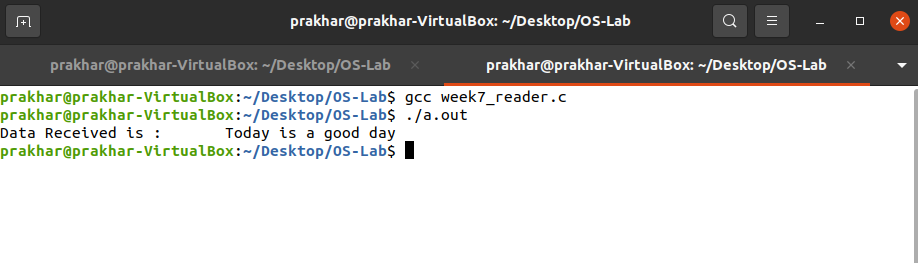 prakhar@prakhar-VirtualBox: ~/Desktop/OS-Lab
prakhar@prakhar-VirtualBox: ~/Desktop/OS-Lab
prakhar@prakhar-VirtualBox: ~/Desktop/OS-Lab
prakhar@prakhar-VirtualBox:~/Desktop/OS-Lab$ gcc week7_reader.c
prakhar@prakhar-VirtualBox:~/Desktop/OS-Lab$ ./a.out
Data Received is :       Today is a good day
prakhar@prakhar-VirtualBox:~/Desktop/OS-Lab$